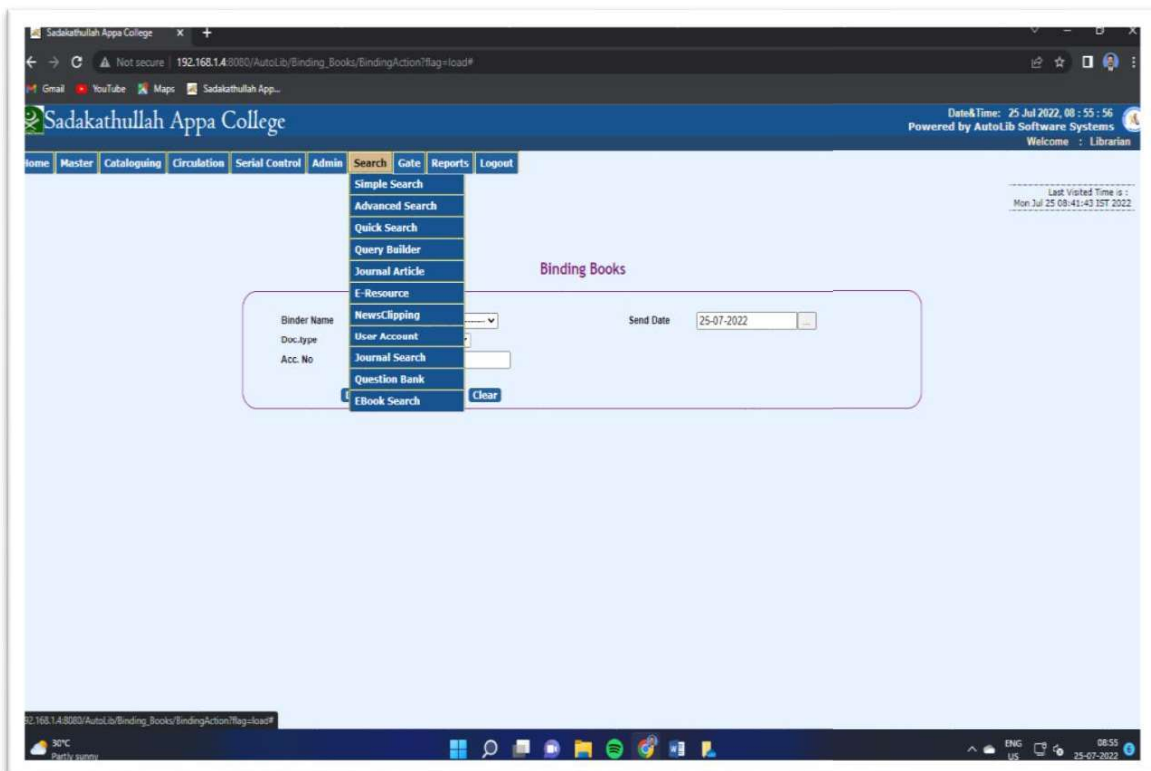 Sadakathullah Appa College
Not secure 192.168.1.4:8080/AutoLib/Binding_Books/BindingAction?flag=load#
Gmail YouTube Maps Sadakathullah App...
Sadakathullah Appa College
Date&Time: 25 Jul 2022, 08 : 55 : 56
Powered by AutoLib Software Systems
Welcome : Librarian
Home Master Cataloguing Circulation Serial Control Admin Search Gate Reports Logout
Simple Search
Last Visited Time is :
Advanced Search
Mon Jul 25 08:41:43 IST 2022
Quick Search
Query Builder
Journal Article
Binding Books
E-Resource
Binder Name NewsClipping Send Date 25-07-2022 ...
Doc.type User Account
Acc. No Journal Search
Question Bank
EBook Search Clear
92.168.1.4:8080/AutoLib/Binding_Books/BindingAction?flag=load#
30°C
Partly sunny
ENG
US
08:55
25-07-2022